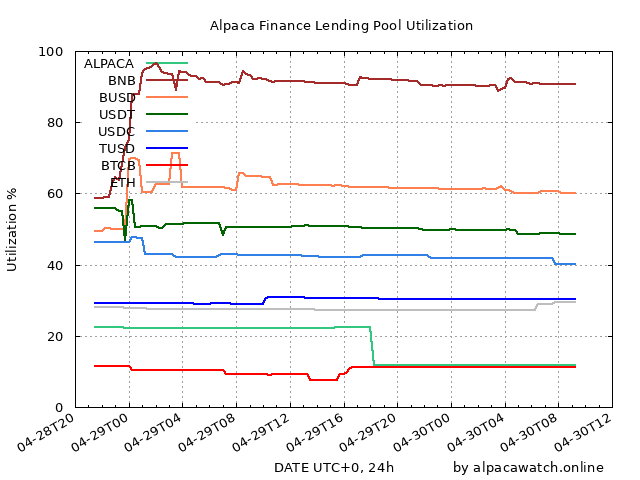 Alpaca Finance Lending Pool Utilization
100
80
60
40
20
0
Utilization %
ALPACA
BNB
BUSD
USDT
USDC
TUSD
BTCB
ETH
04-28T20
04-29T00
04-29T04
04-29T08
04-29T12
04-29T16
04-29T20
04-30T00
04-30T04
04-30T08
04-30T12
DATE UTC+0, 24h
by alpacawatch.online